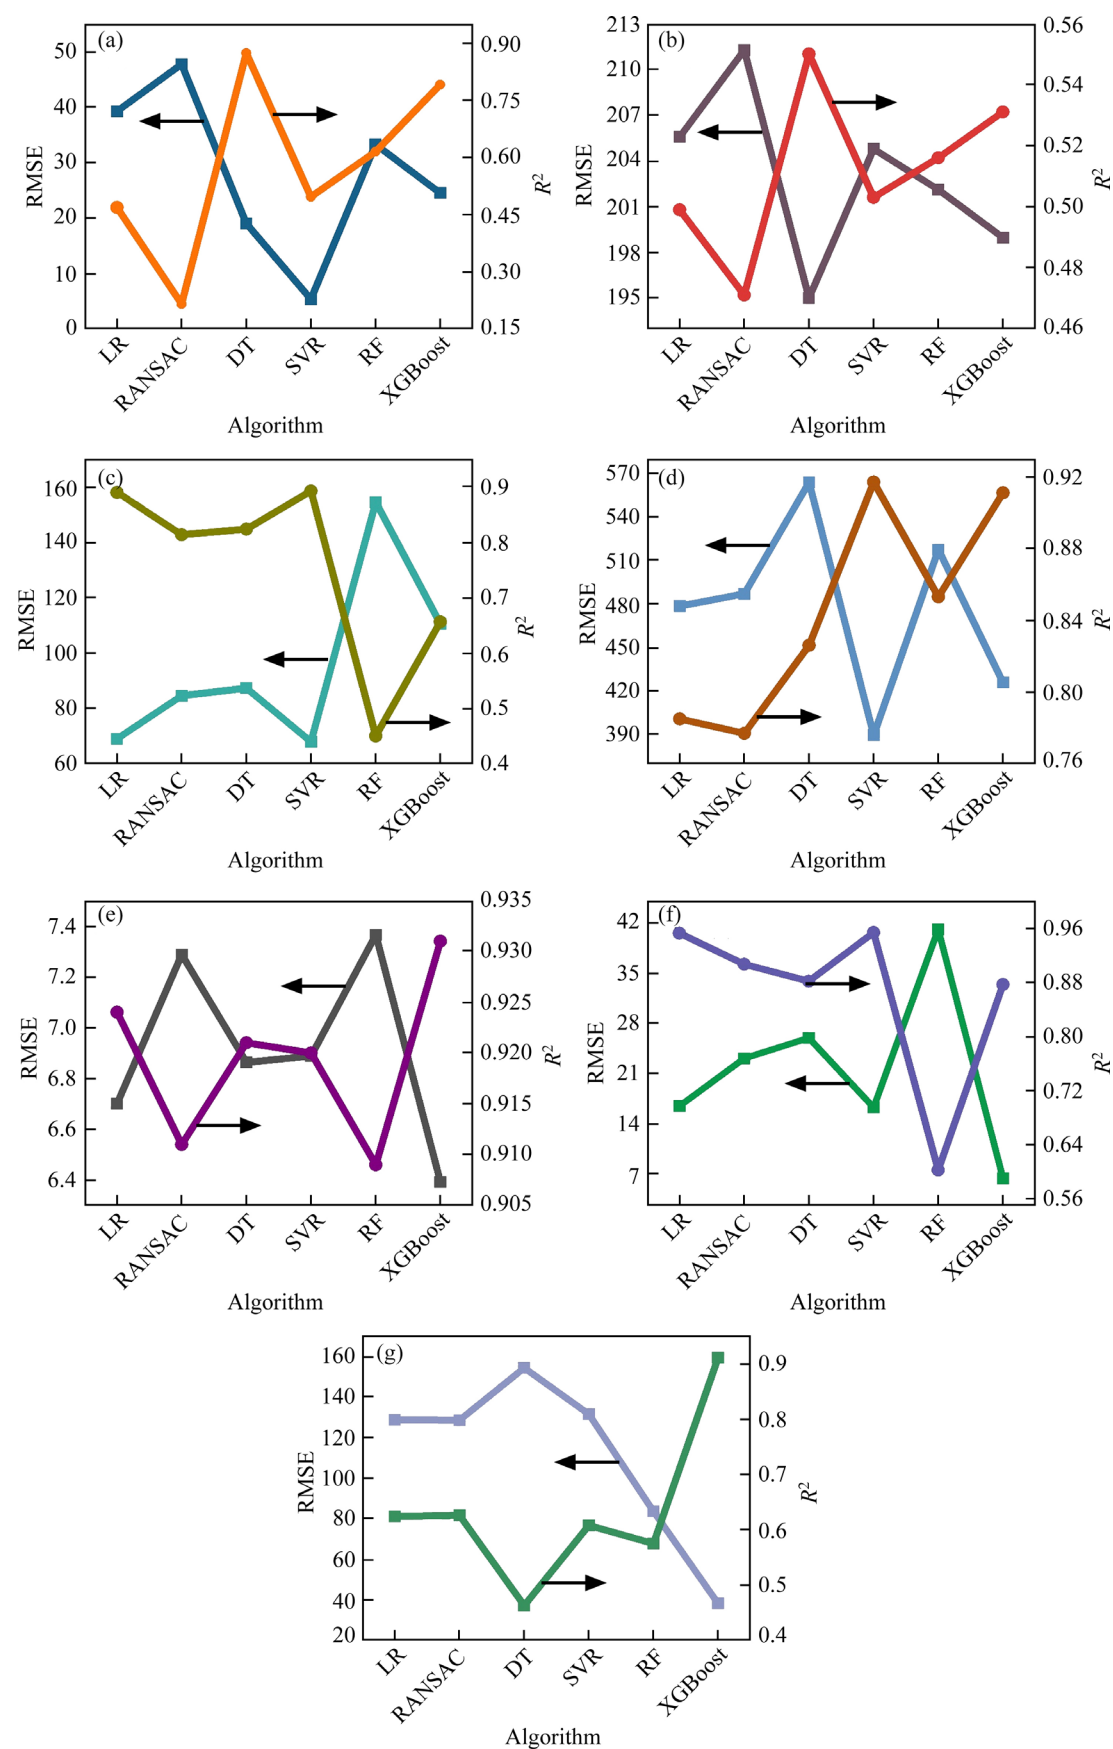 (a)
50
40
30
20
10
0
RMSE
0.90
0.75
0.60
0.45
0.30
0.15
R²
LR
RANSAC
DT
SVR
RF
XGBoost
Algorithm
(b)
213
210
207
204
201
198
195
RMSE
0.56
0.54
0.52
0.50
0.48
0.46
R²
LR
RANSAC
DT
SVR
RF
XGBoost
Algorithm
(c)
160
140
120
100
80
60
RMSE
0.9
0.8
0.7
0.6
0.5
0.4
R²
LR
RANSAC
DT
SVR
RF
XGBoost
Algorithm
(d)
570
540
510
480
450
420
390
RMSE
0.92
0.88
0.84
0.80
0.76
R²
LR
RANSAC
DT
SVR
RF
XGBoost
Algorithm
(e)
7.4
7.2
7.0
6.8
6.6
6.4
RMSE
0.935
0.930
0.925
0.920
0.915
0.910
0.905
R²
LR
RANSAC
DT
SVR
RF
XGBoost
Algorithm
(f)
42
35
28
21
14
7
RMSE
0.96
0.88
0.80
0.72
0.64
0.56
R²
LR
RANSAC
DT
SVR
RF
XGBoost
Algorithm
(g)
160
140
130
100
80
60
40
20
RMSE
0.9
0.8
0.7
0.6
0.5
0.4
R²
LR
RANSAC
DT
SVR
RF
XGBoost
Algorithm